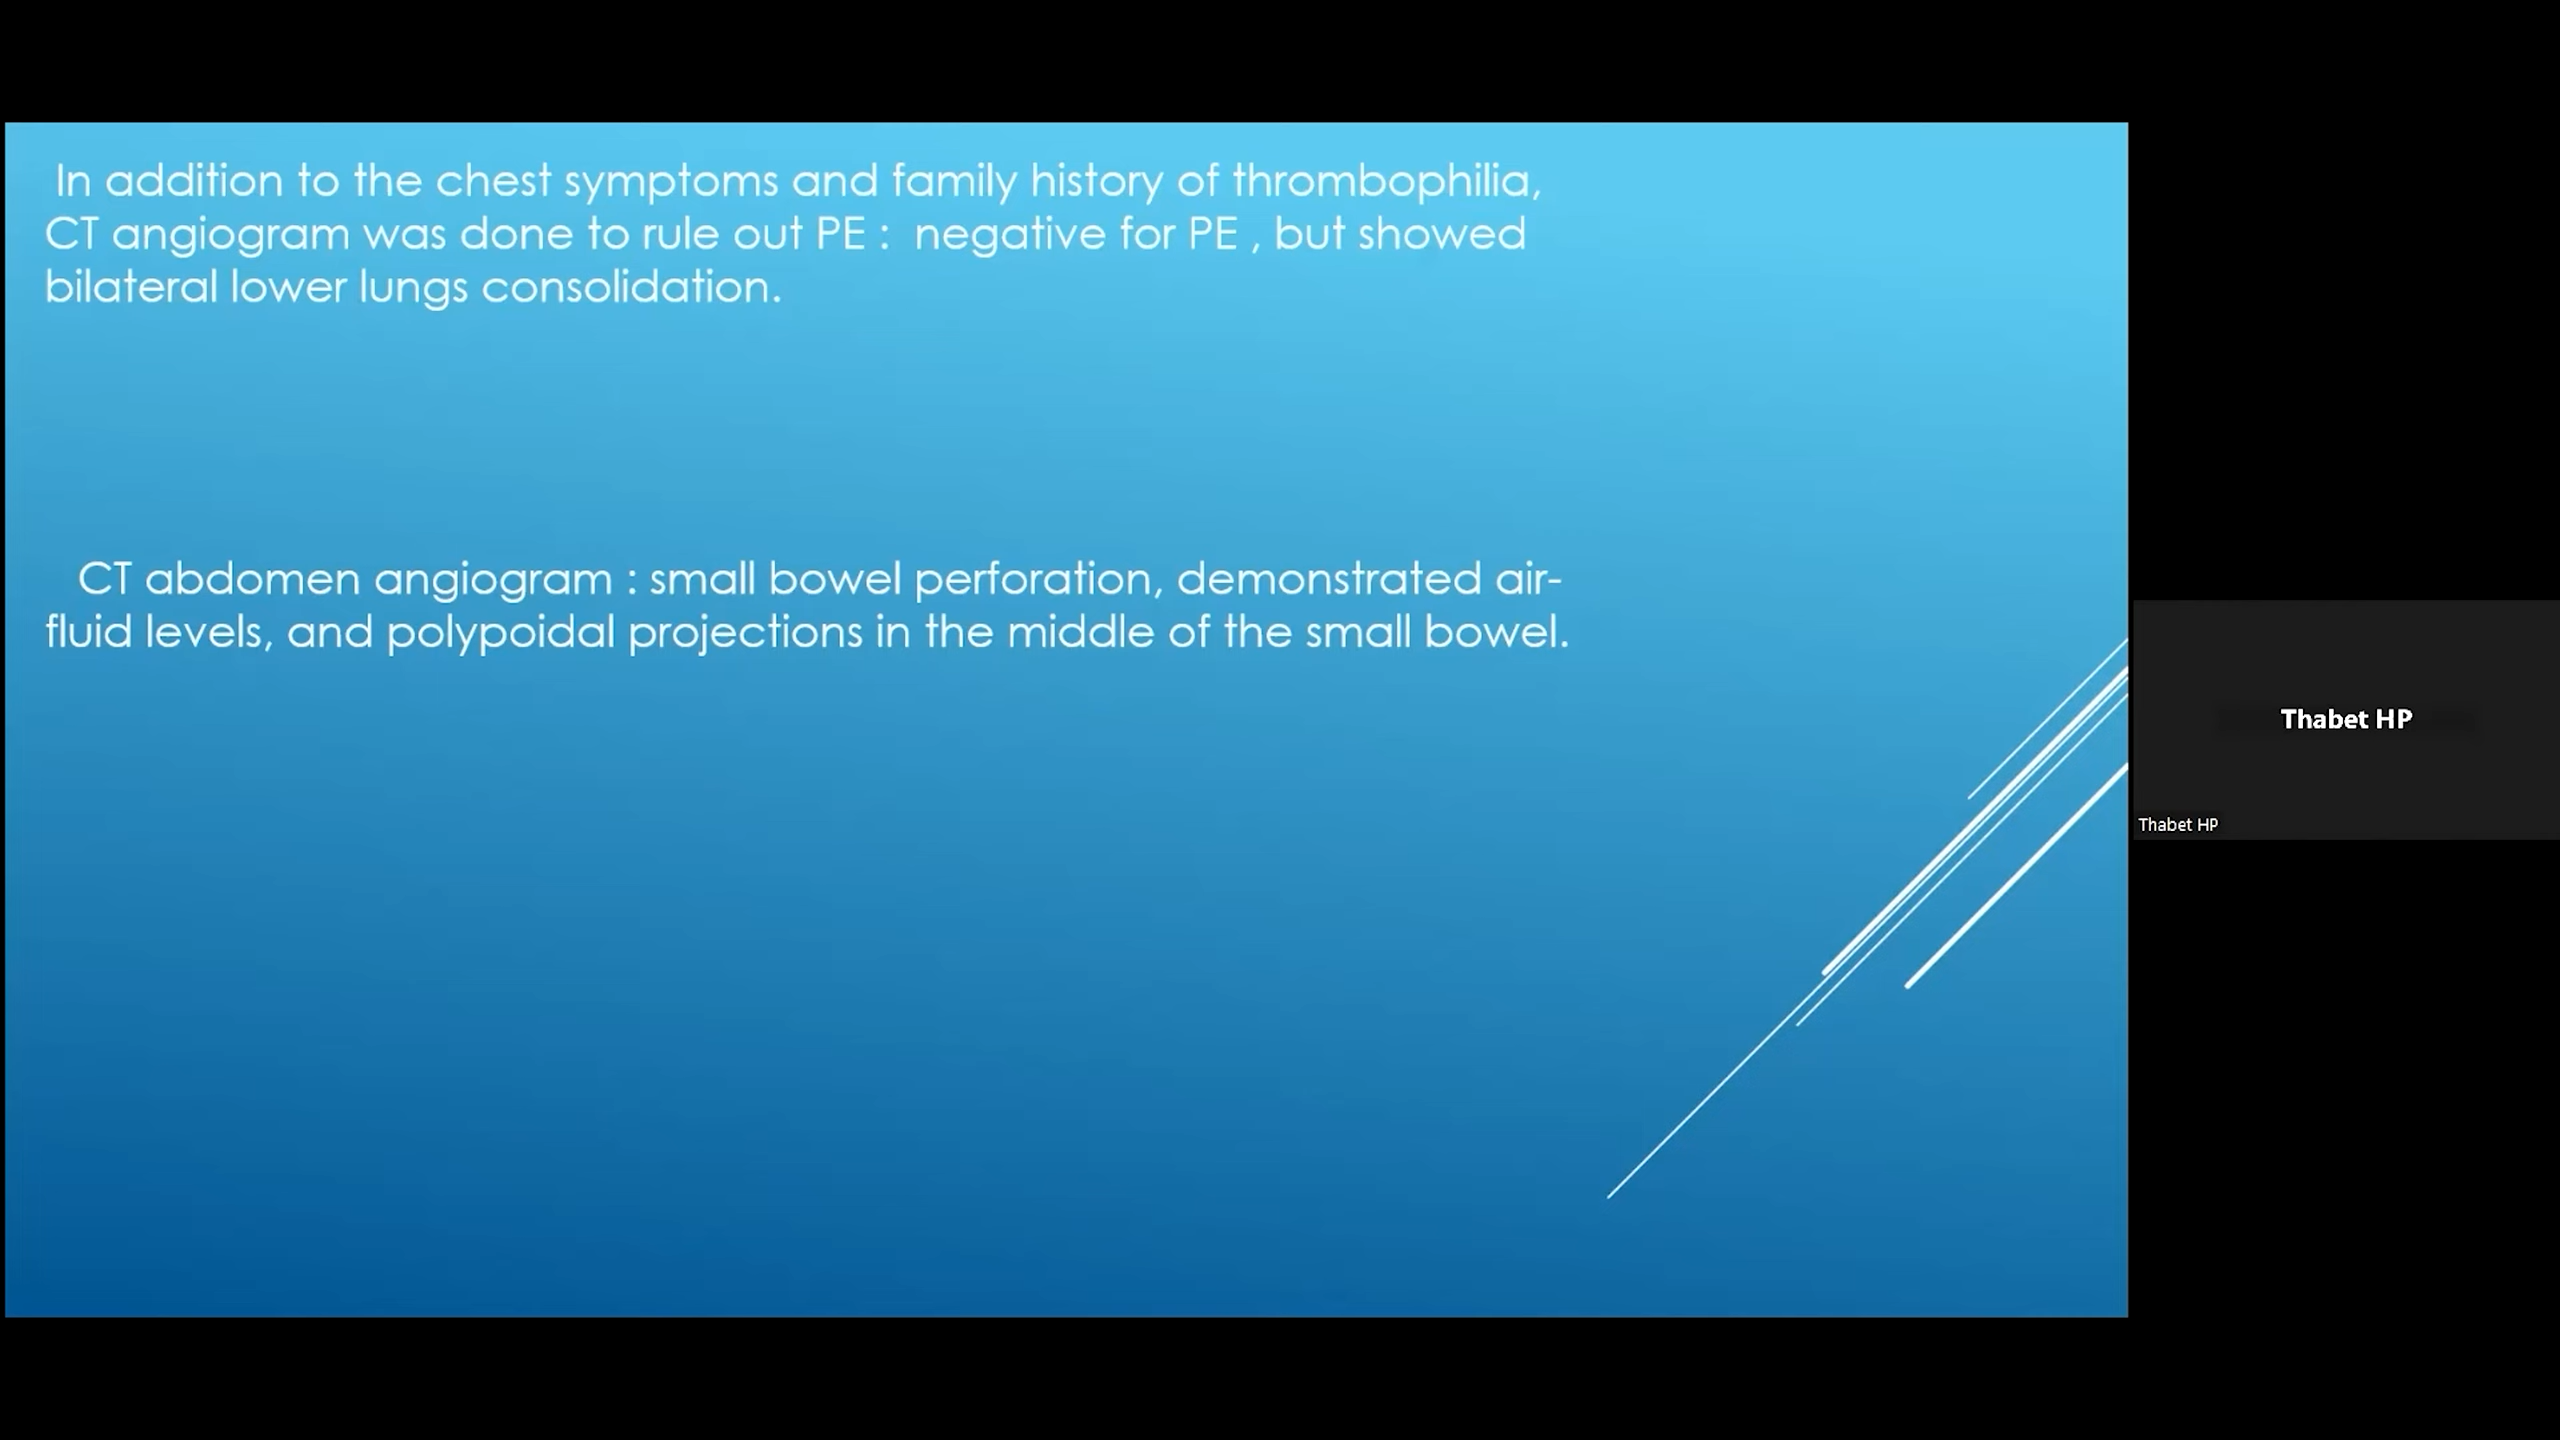 In addition to the chest symptoms and family history of thrombophilia,
CT angiogram was done to rule out PE :  negative for PE , but showed
bilateral lower lungs consolidation.
CT abdomen angiogram : small bowel perforation, demonstrated air-
fluid levels, and polypoidal projections in the middle of the small bowel.
Thabet HP
Thabet HP